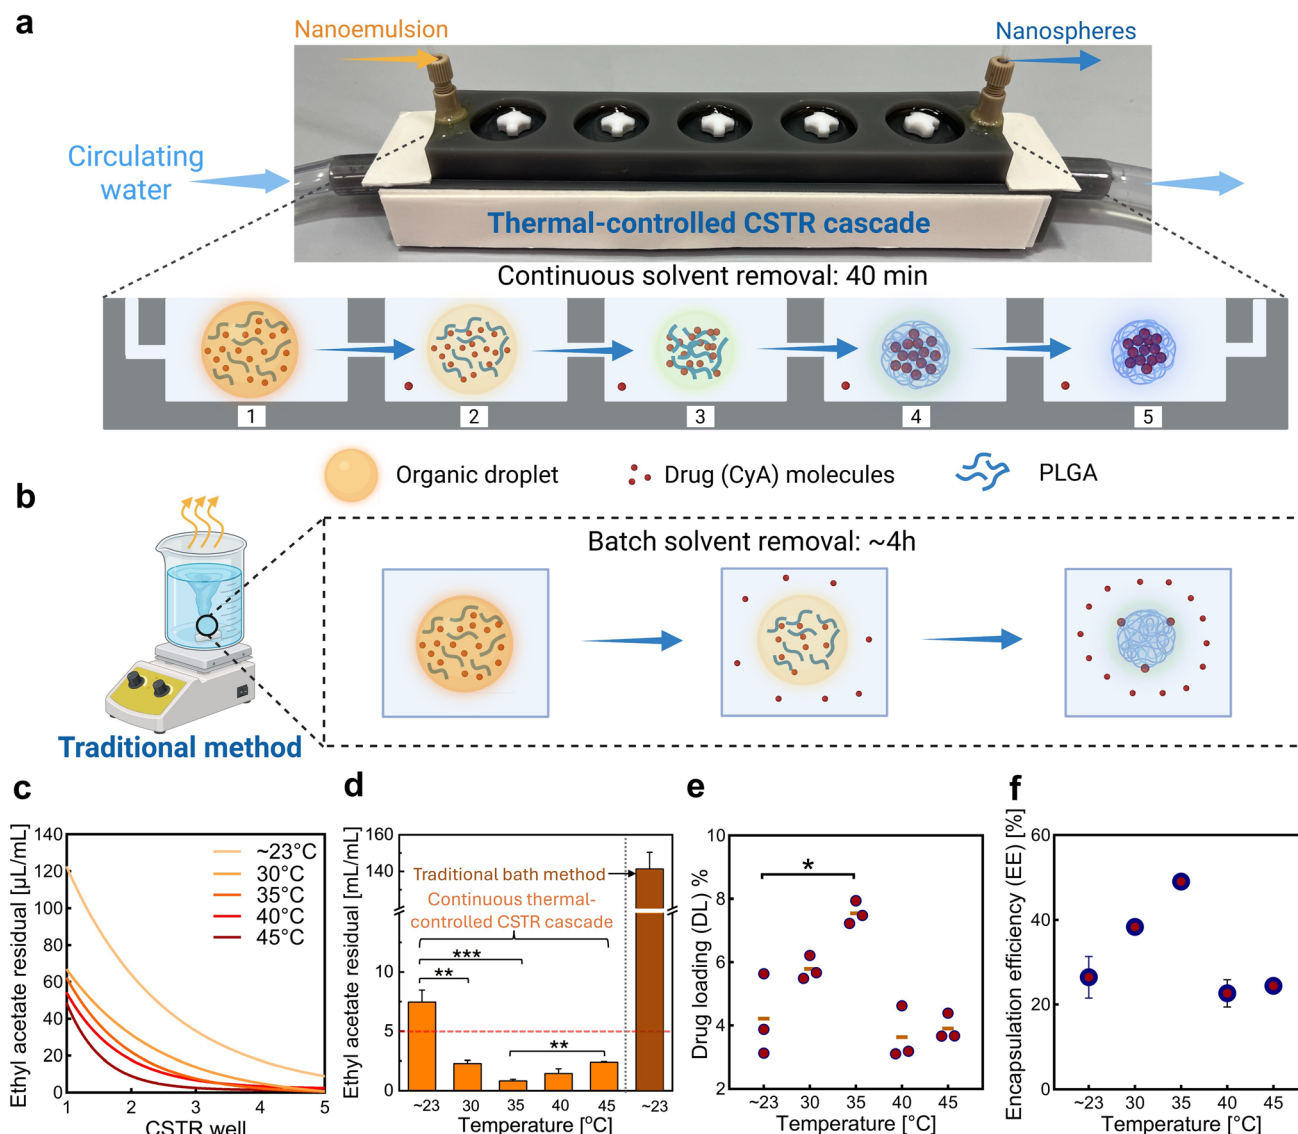 a
Nanoemulsion
Nanospheres
Circulating
water
Thermal-controlled CSTR cascade
Continuous solvent removal: 40 min
1
2
3
4
5
Organic droplet
Drug (CyA) molecules
PLGA
b
Batch solvent removal: ~4h
Traditional method
c
Ethyl acetate residual [µL/mL]
140
120
100
80
60
40
20
0
~23°C
30°C
35°C
40°C
45°C
1 2 3 4 5
CSTR well
d
Ethyl acetate residual [mL/mL]
160
140
10
5
0
Traditional bath method
Continuous thermal-
controlled CSTR cascade
***
**
**
~23 30 35 40 45 ~23
Temperature [°C]
e
Drug loading (DL) %
10
8
6
4
2
*
~23 30 35 40 45
Temperature [°C]
f
Encapsulation efficiency (EE) [%]
60
40
20
0
~23 30 35 40 45
Temperature [°C]